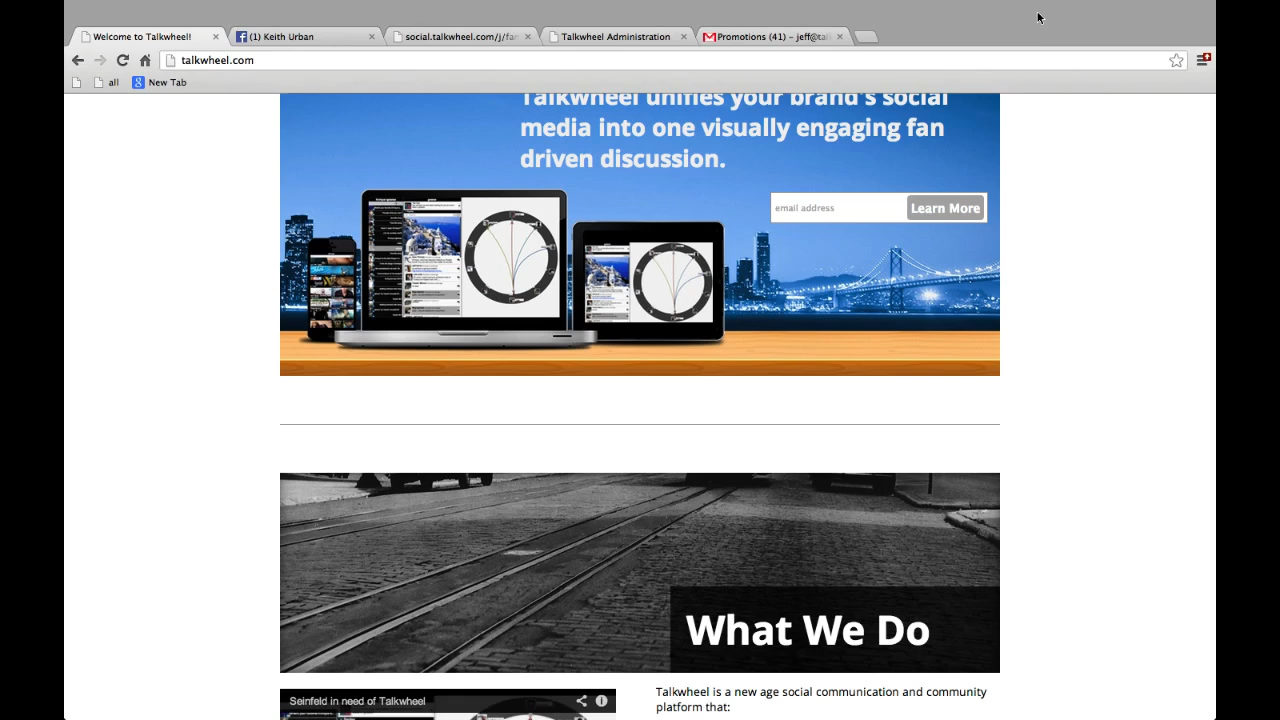 Welcome to Talkwheel!
(1) Keith Urban
social.talkwheel.com/j/fan
Talkwheel Administration
Promotions (41) – jeff@tal
talkwheel.com
all
New Tab
Talkwheel unifies your brand's social
media into one visually engaging fan
driven discussion.
email address
Learn More
What We Do
Seinfeld in need of Talkwheel
Talkwheel is a new age social communication and community
platform that: